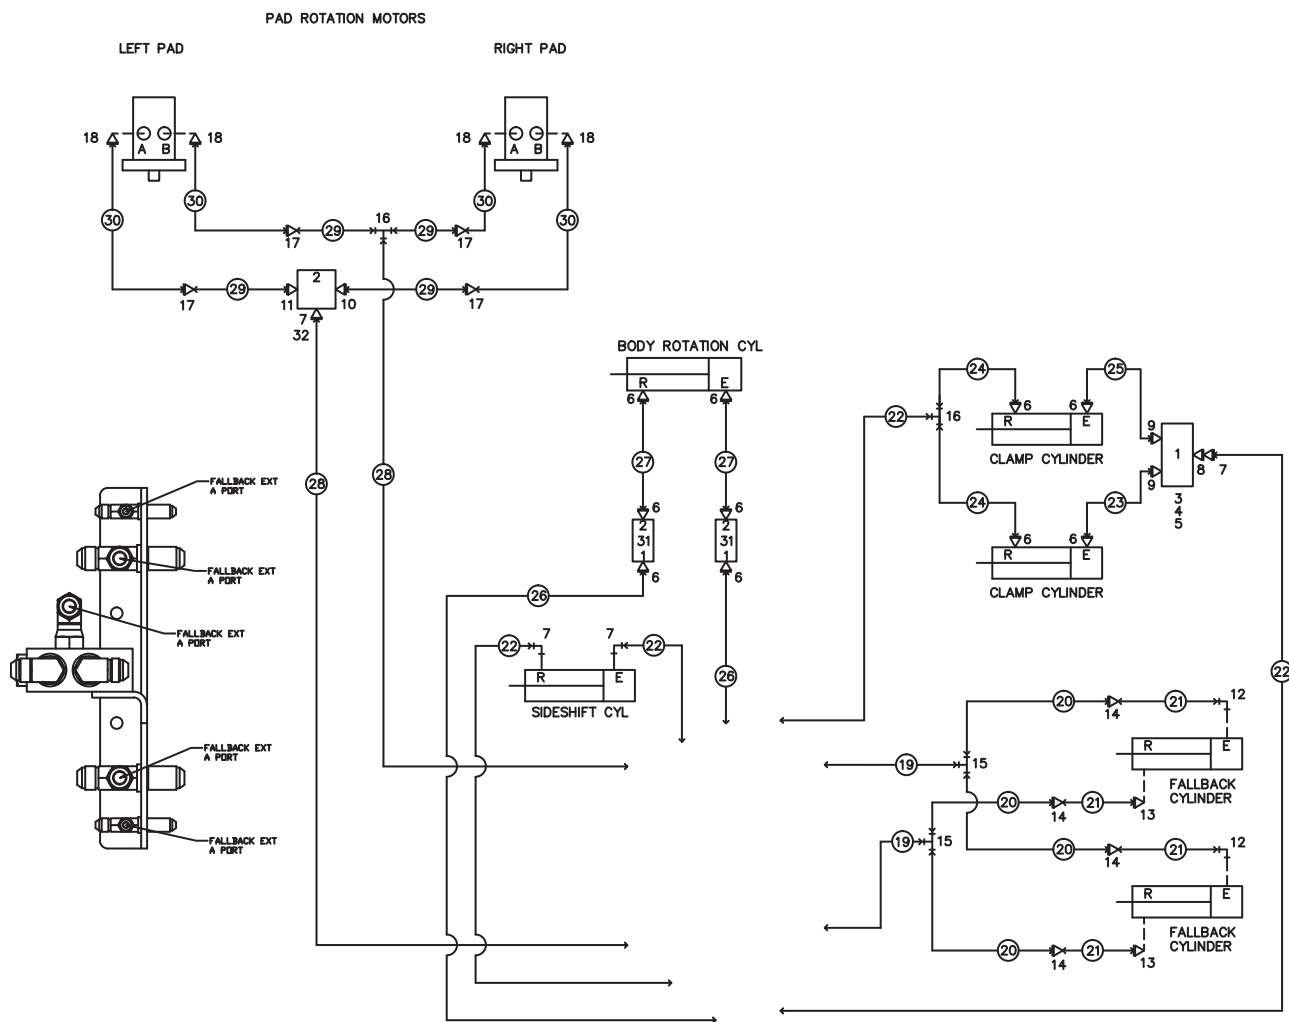 PAD ROTATION MOTORS
LEFT PAD
RIGHT PAD
18
A B
18
18
A B
18
30
30
30
30
16
29
29
17
17
2
29
29
17
11
10
17
7
32
BODY ROTATION CYL
R E
6
6
24
25
22
16
6
6
R E
9
CLAMP CYLINDER
1
8
7
9
3
4
5
27
27
28
28
24
23
6
6
2
31
1
2
31
1
6
6
R E
CLAMP CYLINDER
6
6
26
FALLBACK EXT
A PORT
FALLBACK EXT
A PORT
FALLBACK EXT
A PORT
FALLBACK EXT
A PORT
FALLBACK EXT
A PORT
22
7
7
22
R E
SIDESHIFT CYL
26
22
20
14
21
12
R E
FALLBACK
CYLINDER
19
15
20
14
21
13
19
15
20
14
21
12
R E
FALLBACK
CYLINDER
20
14
21
13